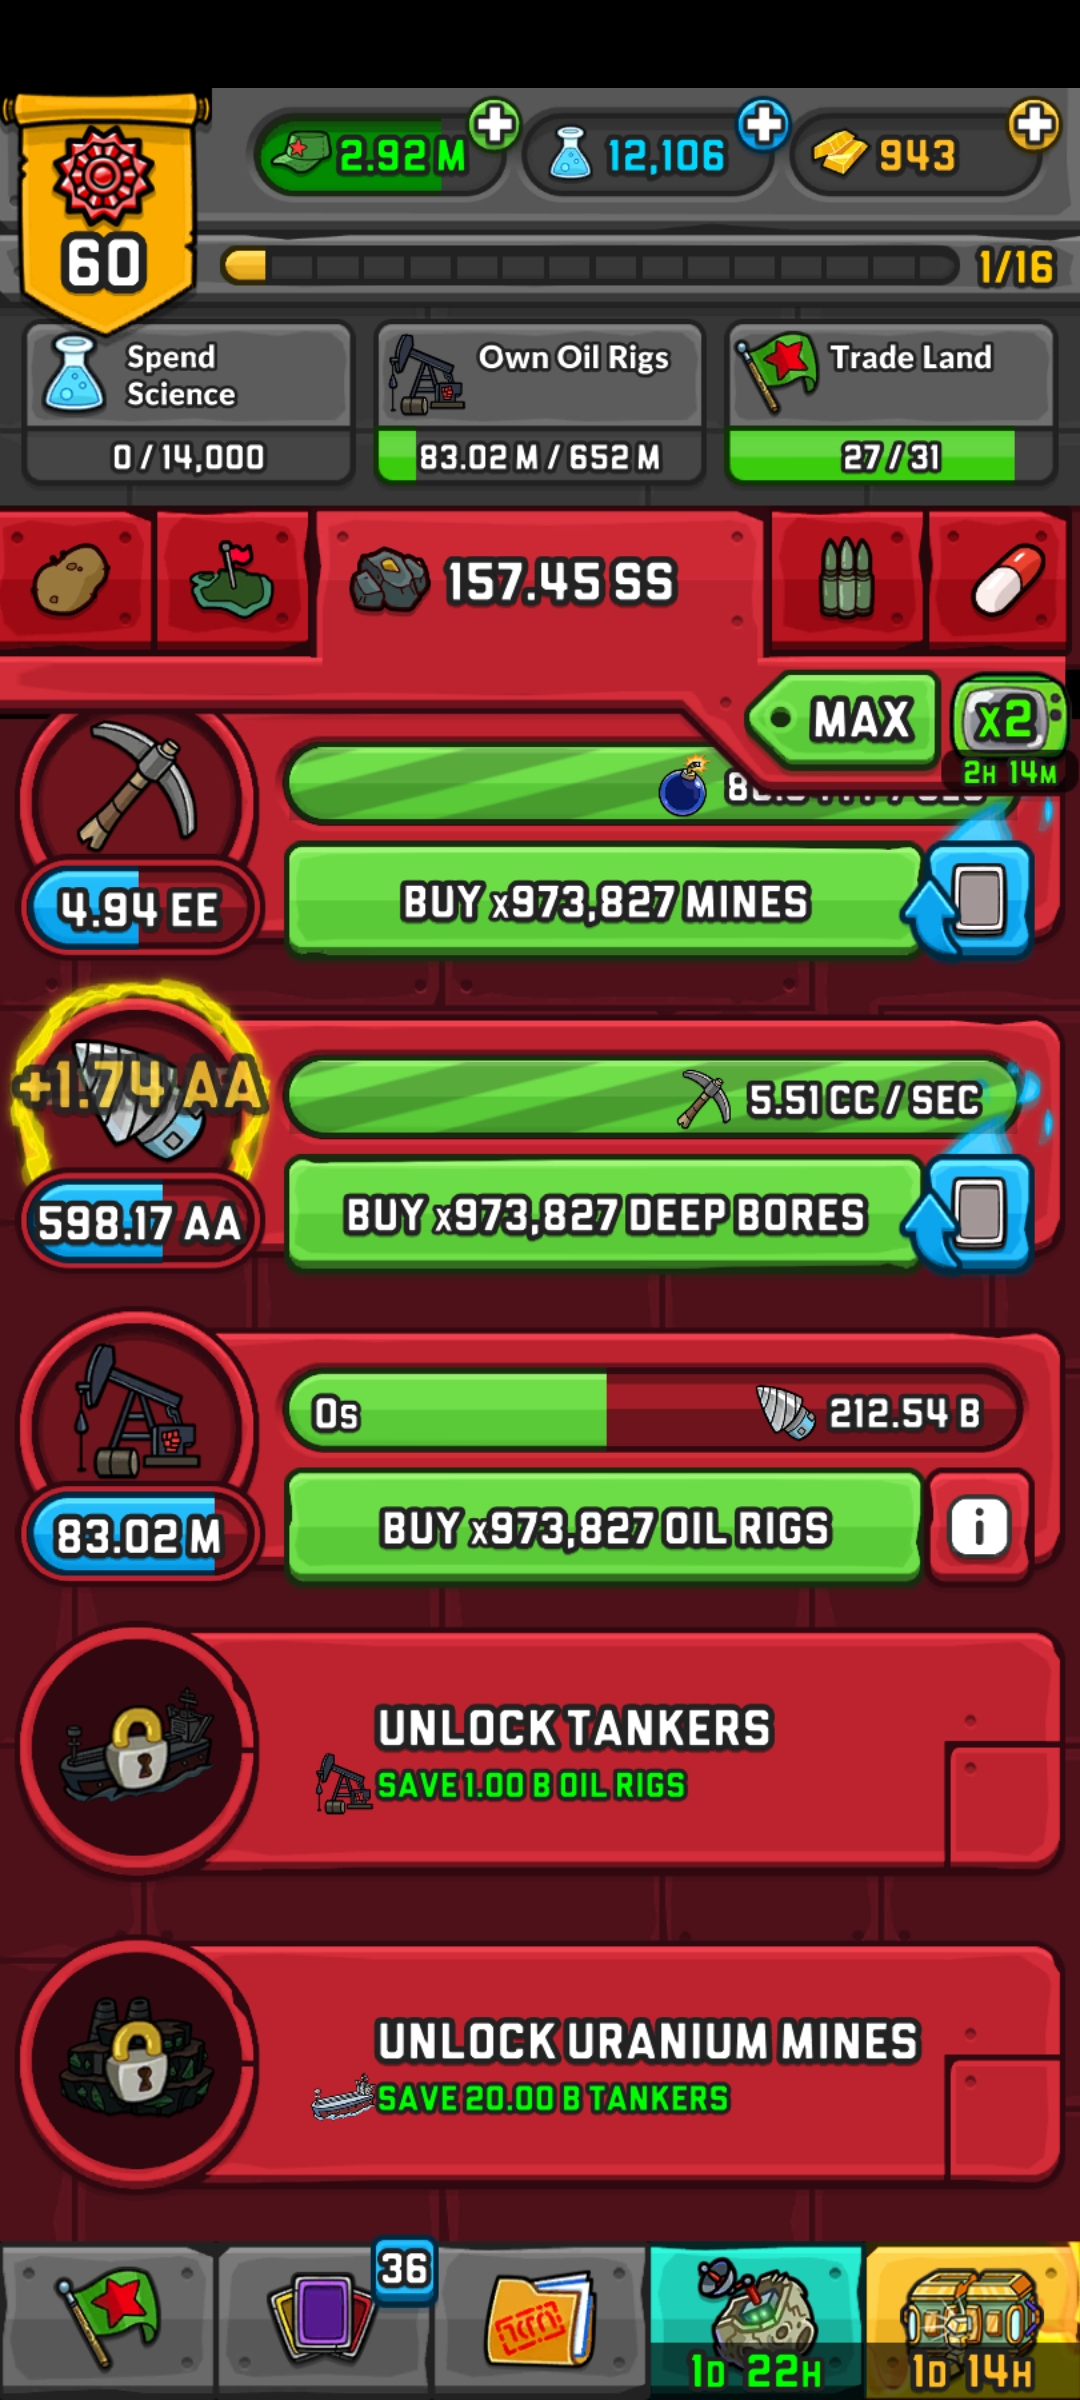 60
2.92 M
12,106
943
1/16
Spend
Science
0 / 14,000
Own Oil Rigs
83.02 M / 652 M
Trade Land
27 / 31
157.45 SS
MAX
x2
2H 14M
4.94 EE
BUY x973,827 MINES
+1.74 AA
5.51 CC / SEC
598.17 AA
BUY x973,827 DEEP BORES
0s
212.54 B
83.02 M
BUY x973,827 OIL RIGS
i
UNLOCK TANKERS
SAVE 1.00 B OIL RIGS
UNLOCK URANIUM MINES
SAVE 20.00 B TANKERS
36
1D 22H
1D 14H